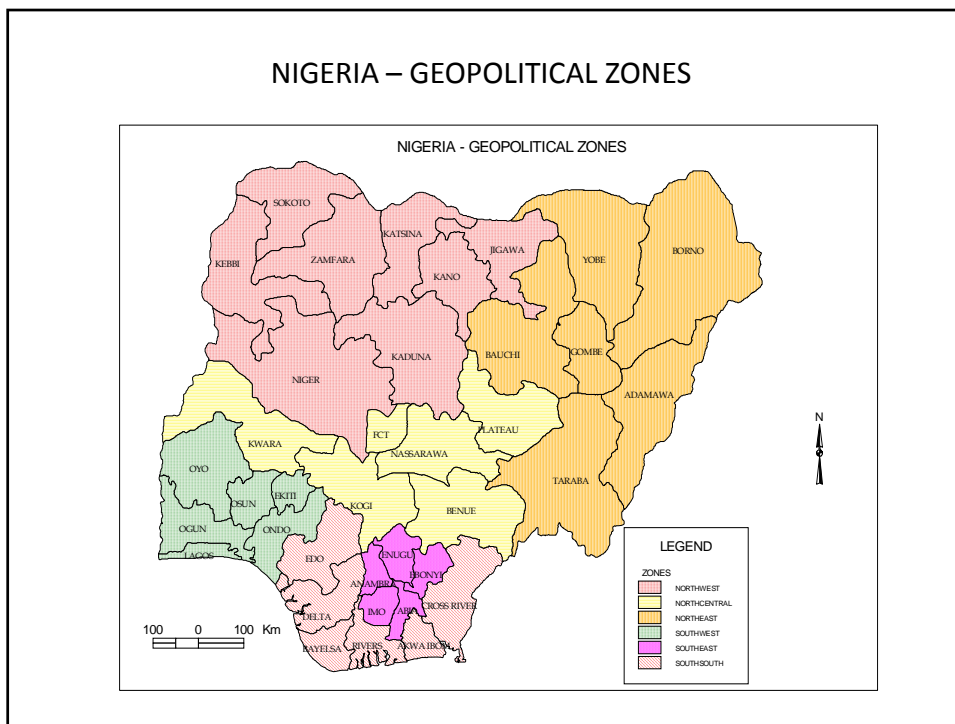 NIGERIA – GEOPOLITICAL ZONES
NIGERIA - GEOPOLITICAL ZONES
SOKOTO
KATSINA
JIGAWA
YOBE
BORNO
KEBBI
ZAMFARA
KANO
BAUCHI
GOMBE
KADUNA
NIGER
ADAMAWA
FCT
PLATEAU
KWARA
NASSARAWA
OYO
TARABA
EKITI
OSUN
KOGI
BENUE
OGUN
ONDO
LAGOS
EDO
ENUGU
EBONYI
ANAMBRA
IMO
ABIA
CROSS RIVER
DELTA
BAYELSA
RIVERS
AKWA IBOM
N
100 0 100 Km
LEGEND
ZONES
NORTHWEST
NORTHCENTRAL
NORTHEAST
SOUTHWEST
SOUTHEAST
SOUTHSOUTH